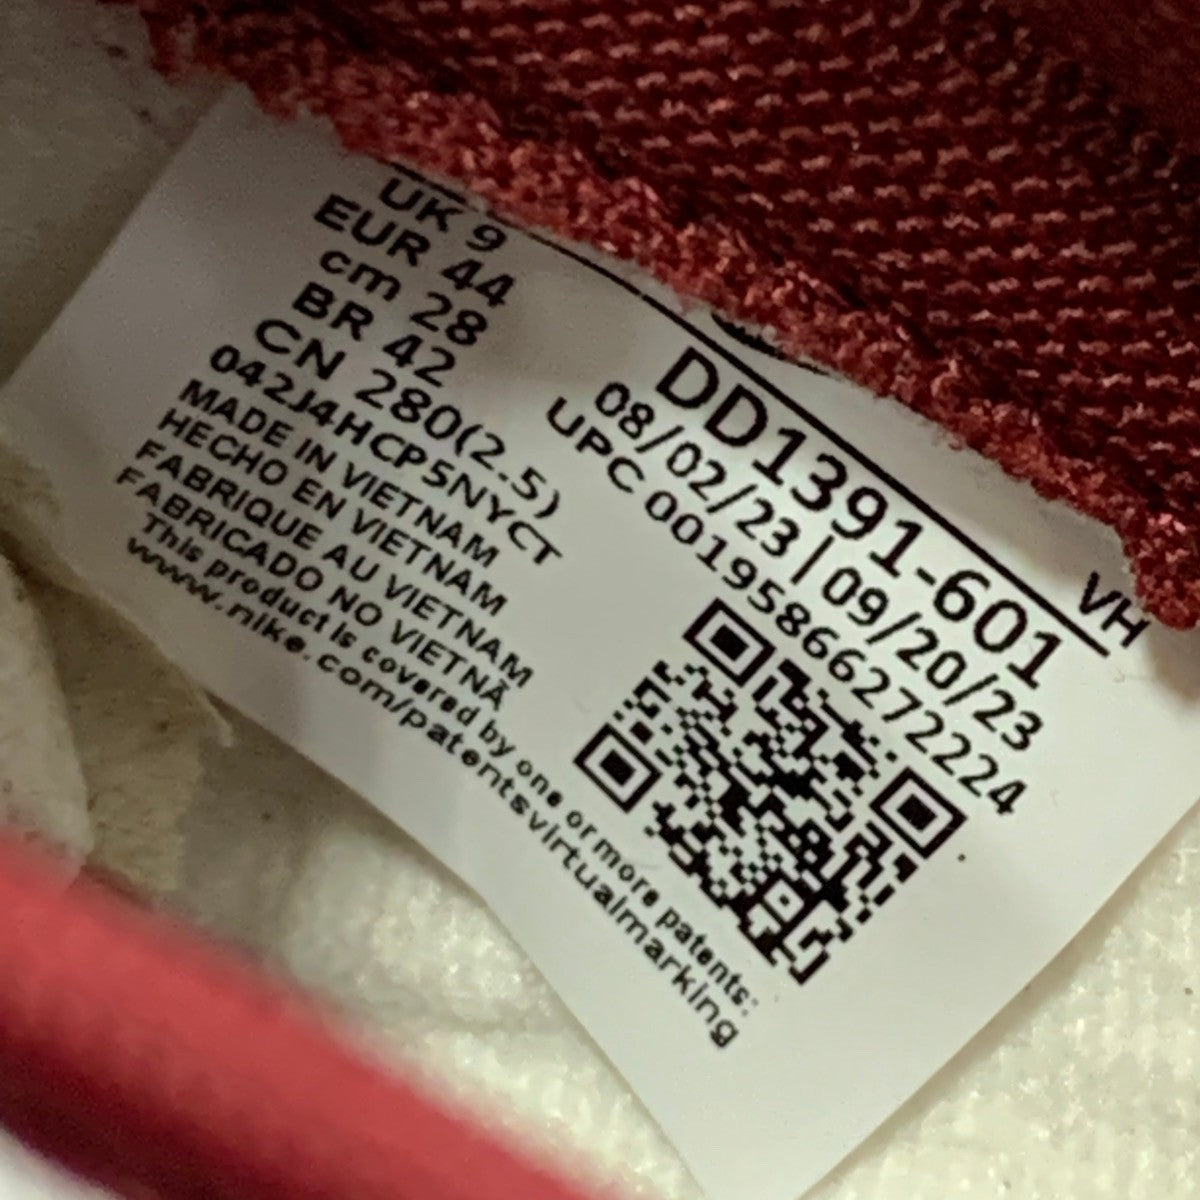 UK 9
EUR 44
cm 28
BR 42
CN 280(2.5)
042J4HCP5NYCT
MADE IN VIETNAM
HECHO EN VIETNAM
FABRIQUE AU VIETNAM
FABRICADO NO VIETNÃ
This product is covered by one or more patents:
www.nike.com/patentsvirtualmarking
VH
DD1391-601
08/02/23 | 09/20/23
UPC 00195866272224